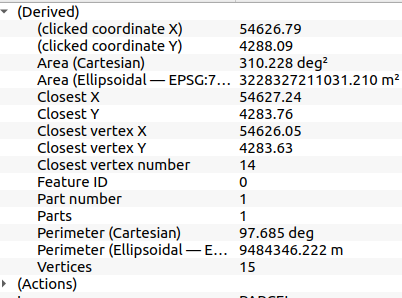 (Derived)
(clicked coordinate X) 54626.79
(clicked coordinate Y) 4288.09
Area (Cartesian) 310.228 deg²
Area (Ellipsoidal — EPSG:7... 3228327211031.210 m²
Closest X 54627.24
Closest Y 4283.76
Closest vertex X 54626.05
Closest vertex Y 4283.63
Closest vertex number 14
Feature ID 0
Part number 1
Parts 1
Perimeter (Cartesian) 97.685 deg
Perimeter (Ellipsoidal — E... 9484346.222 m
Vertices 15
(Actions)